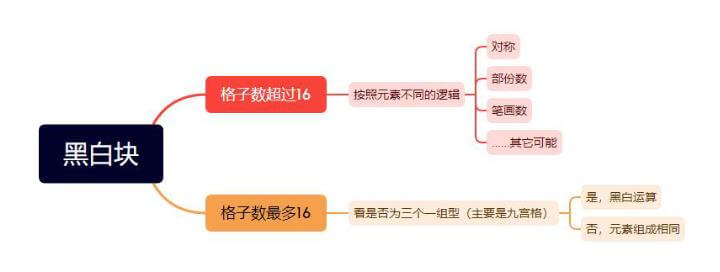 黑白块
格子数超过16
按照元素不同的逻辑
对称
部份数
笔画数
……其它可能
格子数最多16
看是否为三个一组型（主要是九宫格）
是，黑白运算
否，元素组成相同